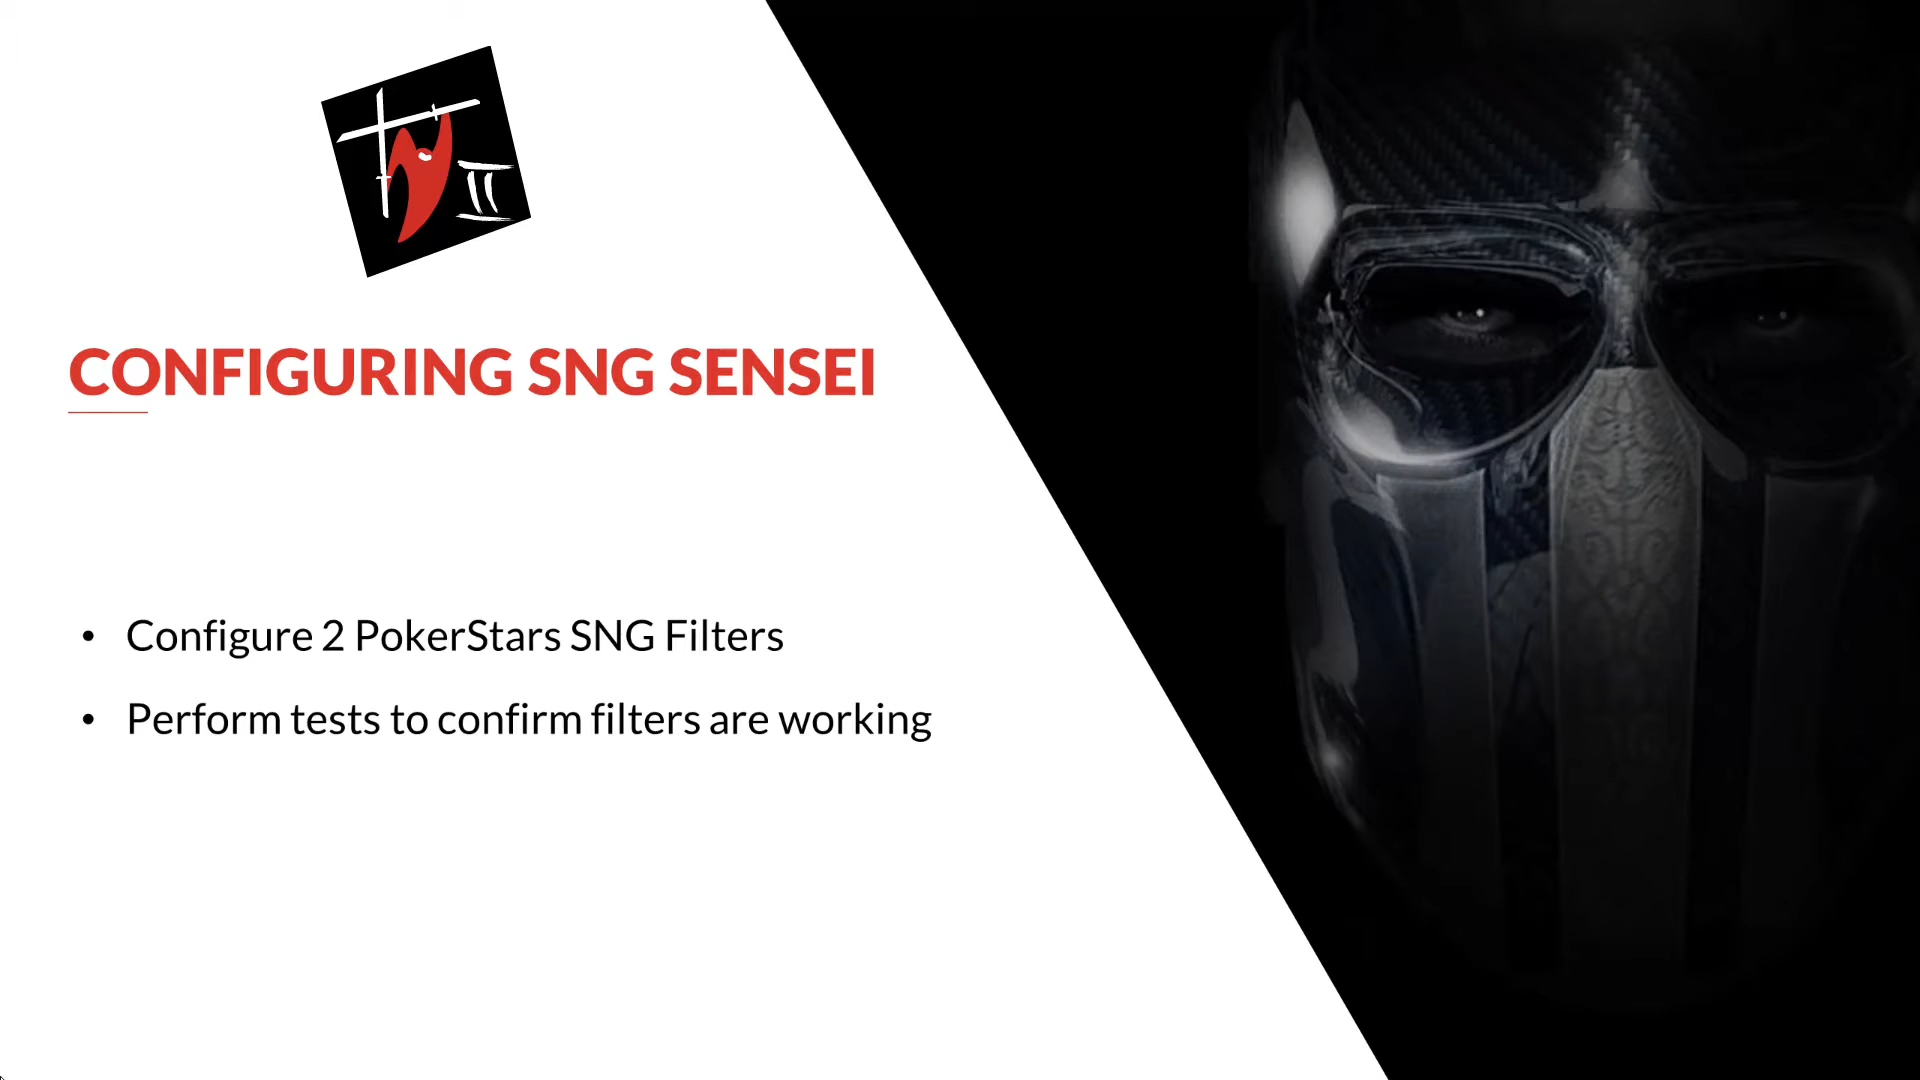 CONFIGURING SNG SENSEI
• Configure 2 PokerStars SNG Filters
• Perform tests to confirm filters are working